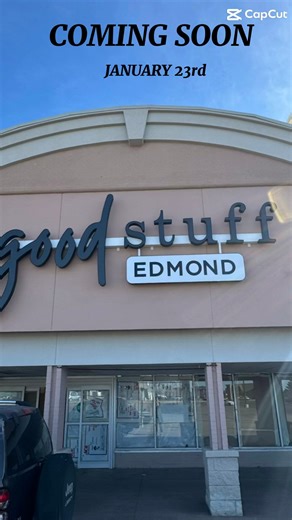 CapCut
COMING SOON
JANUARY 23rd
good stuff
EDMOND